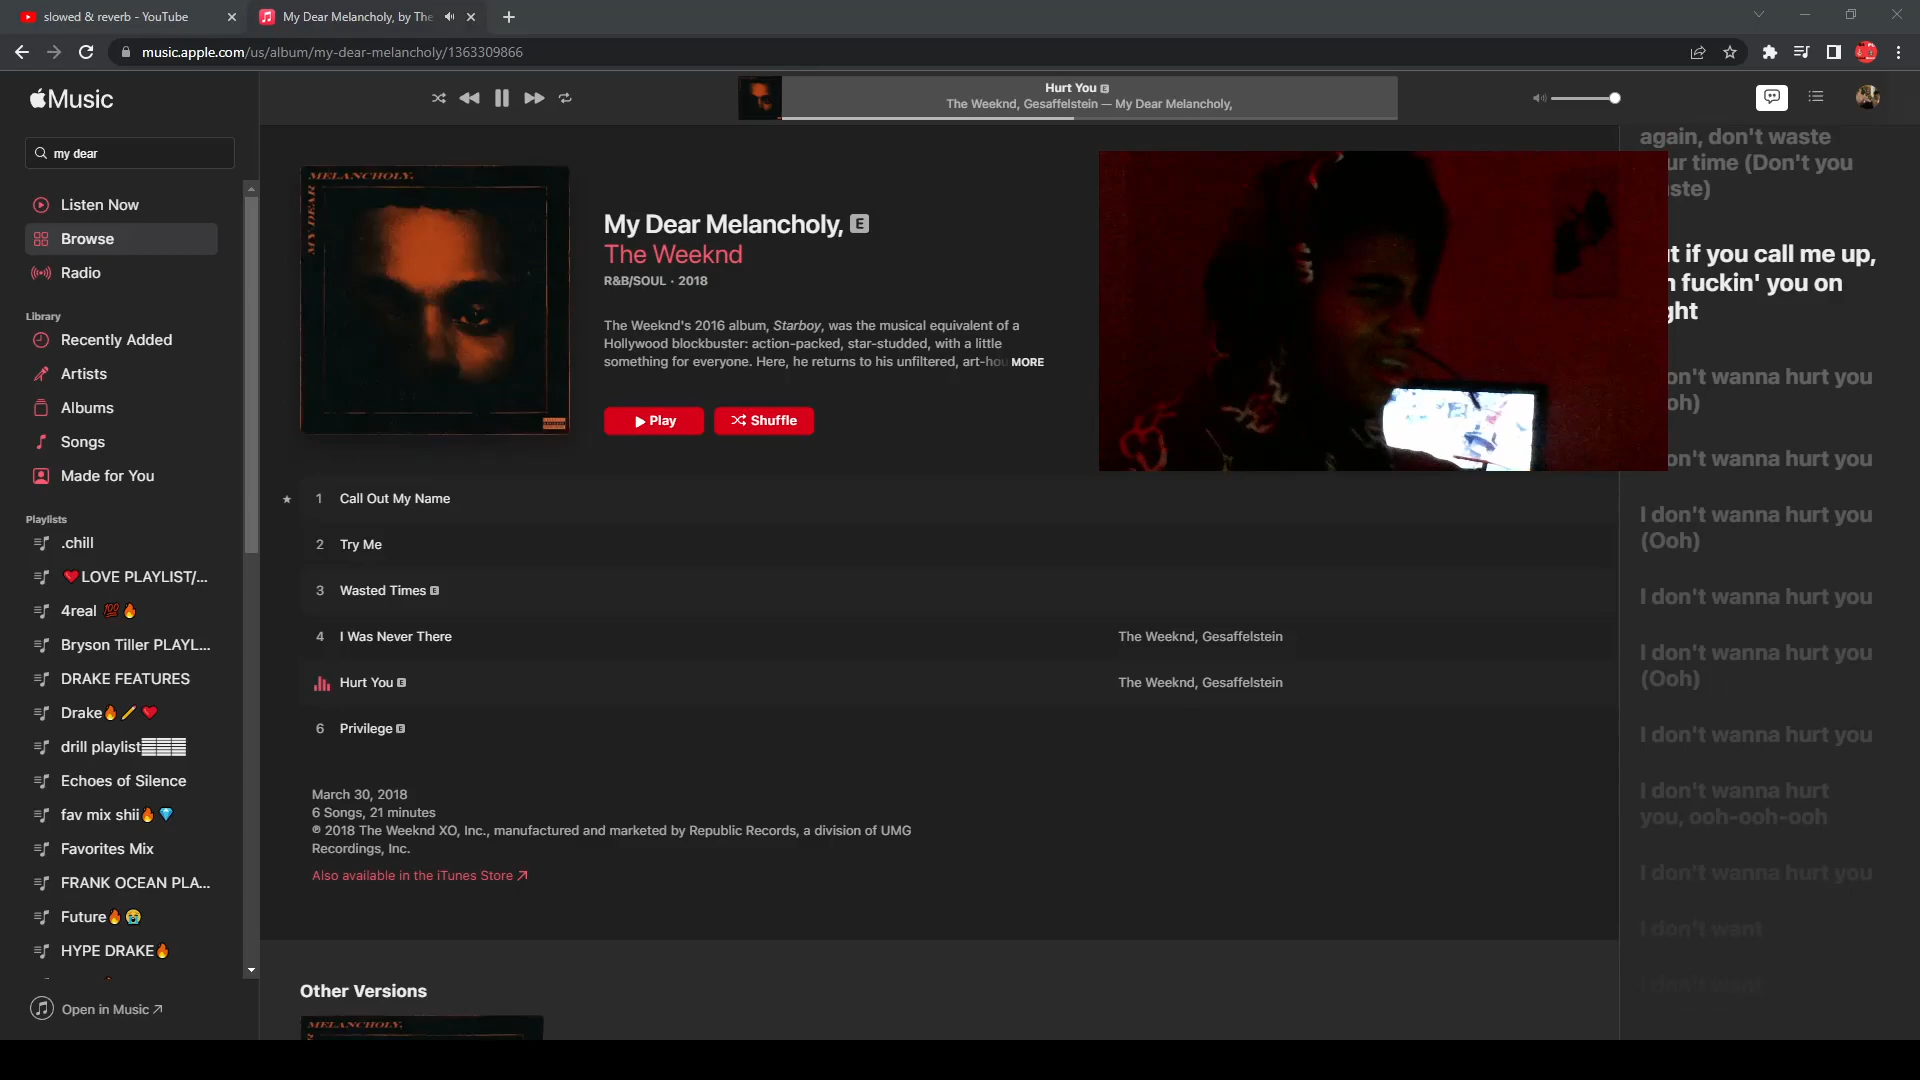 slowed & reverb - YouTube
My Dear Melancholy, by The
music.apple.com/us/album/my-dear-melancholy/1363309866
Music
Hurt You E
The Weeknd, Gesaffelstein — My Dear Melancholy,
my dear
Listen Now
Browse
Radio
Library
Recently Added
Artists
Albums
Songs
Made for You
Playlists
.chill
❤️LOVE PLAYLIST/...
4real 💯🔥
Bryson Tiller PLAYL...
DRAKE FEATURES
Drake🔥
drill playlist
Echoes of Silence
fav mix shii🔥💎
Favorites Mix
FRANK OCEAN PLA...
Future🔥😭
HYPE DRAKE🔥
Open in Music ↗
MELANCHOLY.
MY DEAR
My Dear Melancholy, E
The Weeknd
R&B/SOUL · 2018
The Weeknd's 2016 album, Starboy, was the musical equivalent of a
Hollywood blockbuster: action-packed, star-studded, with a little
something for everyone. Here, he returns to his unfiltered, art-hou MORE
Play
Shuffle
1 Call Out My Name
2 Try Me
3 Wasted Times E
4 I Was Never There The Weeknd, Gesaffelstein
Hurt You E The Weeknd, Gesaffelstein
6 Privilege E
March 30, 2018
6 Songs, 21 minutes
℗ 2018 The Weeknd XO, Inc., manufactured and marketed by Republic Records, a division of UMG
Recordings, Inc.
Also available in the iTunes Store ↗
Other Versions
MELANCHOLY.
again, don't waste
ur time (Don't you
ste)
t if you call me up,
fuckin' you on
ght
on't wanna hurt you
oh)
on't wanna hurt you
I don't wanna hurt you
(Ooh)
I don't wanna hurt you
I don't wanna hurt you
(Ooh)
I don't wanna hurt you
I don't wanna hurt
you, ooh-ooh-ooh
I don't wanna hurt you
I don't want
I don't want